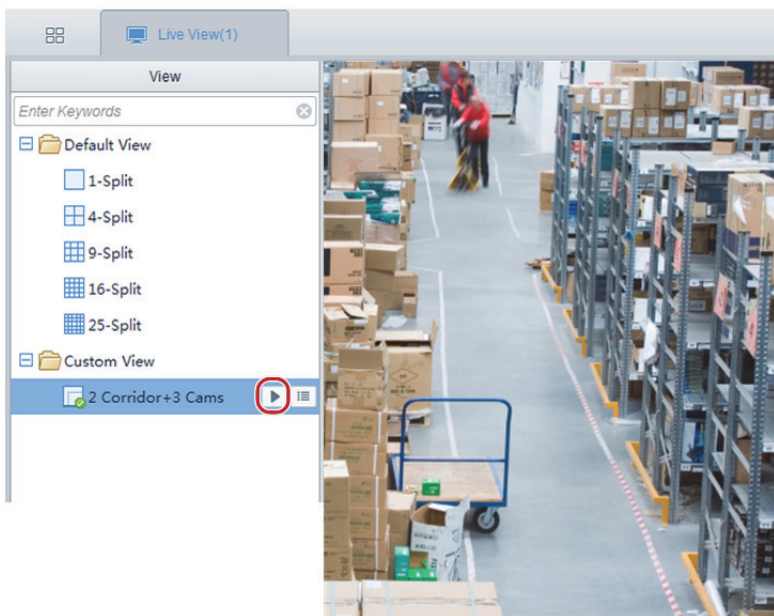 Live View(1)
View
Enter Keywords
Default View
1-Split
4-Split
9-Split
16-Split
25-Split
Custom View
2 Corridor+3 Cams